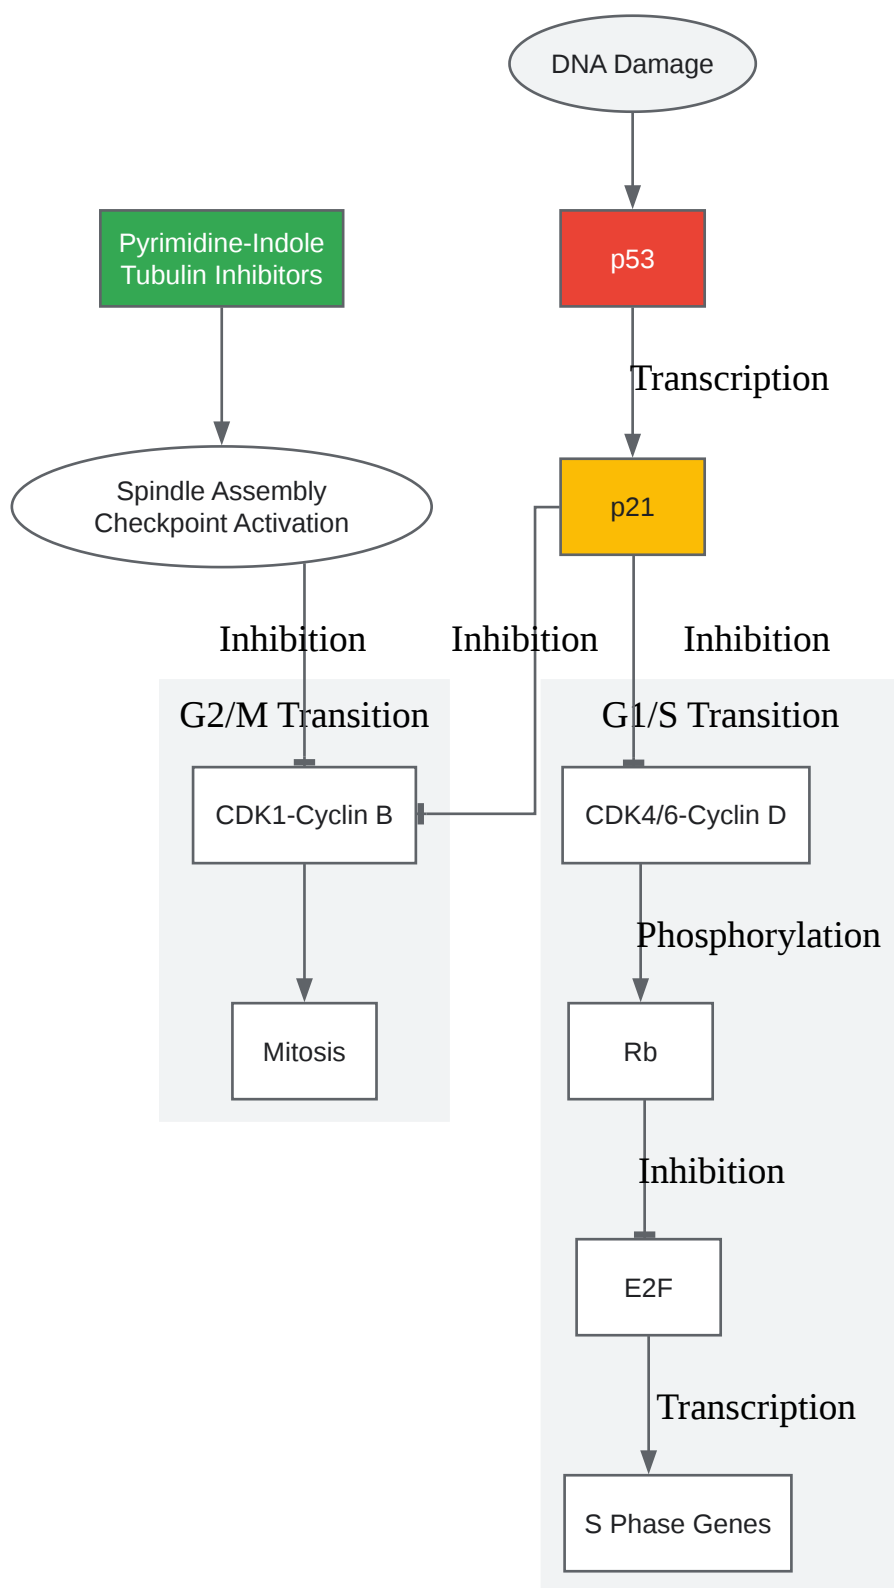 DNA Damage
Pyrimidine-Indole
Tubulin Inhibitors
p53
Transcription
Spindle Assembly
Checkpoint Activation
p21
Inhibition
Inhibition
Inhibition
G2/M Transition
G1/S Transition
CDK1-Cyclin B
CDK4/6-Cyclin D
Phosphorylation
Mitosis
Rb
Inhibition
E2F
Transcription
S Phase Genes